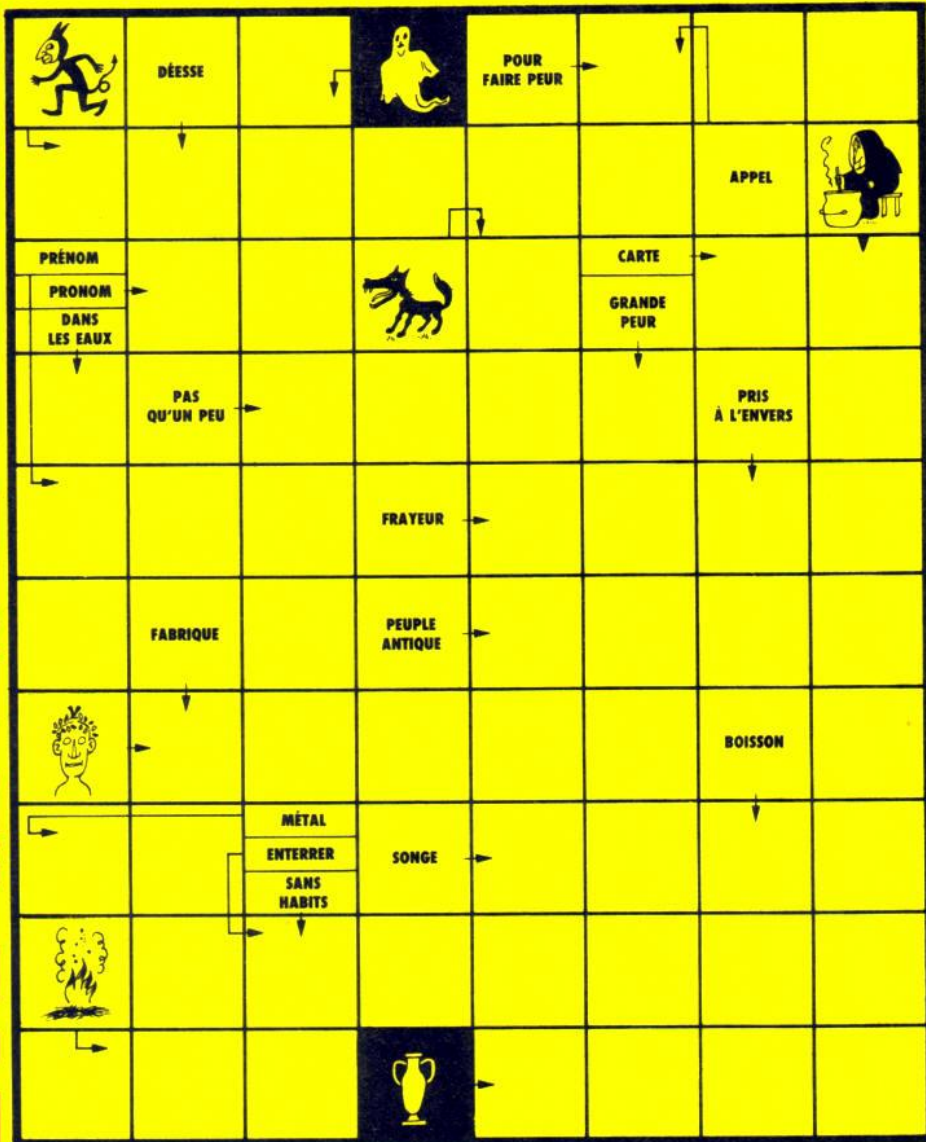 DÉESSE
POUR
FAIRE PEUR
APPEL
PRÉNOM
PRONOM
DANS
LES EAUX
CARTE
GRANDE
PEUR
PAS
QU'UN PEU
PRIS
À L'ENVERS
FRAYEUR
FABRIQUE
PEUPLE
ANTIQUE
BOISSON
MÉTAL
ENTERRER
SANS
HABITS
SONGE